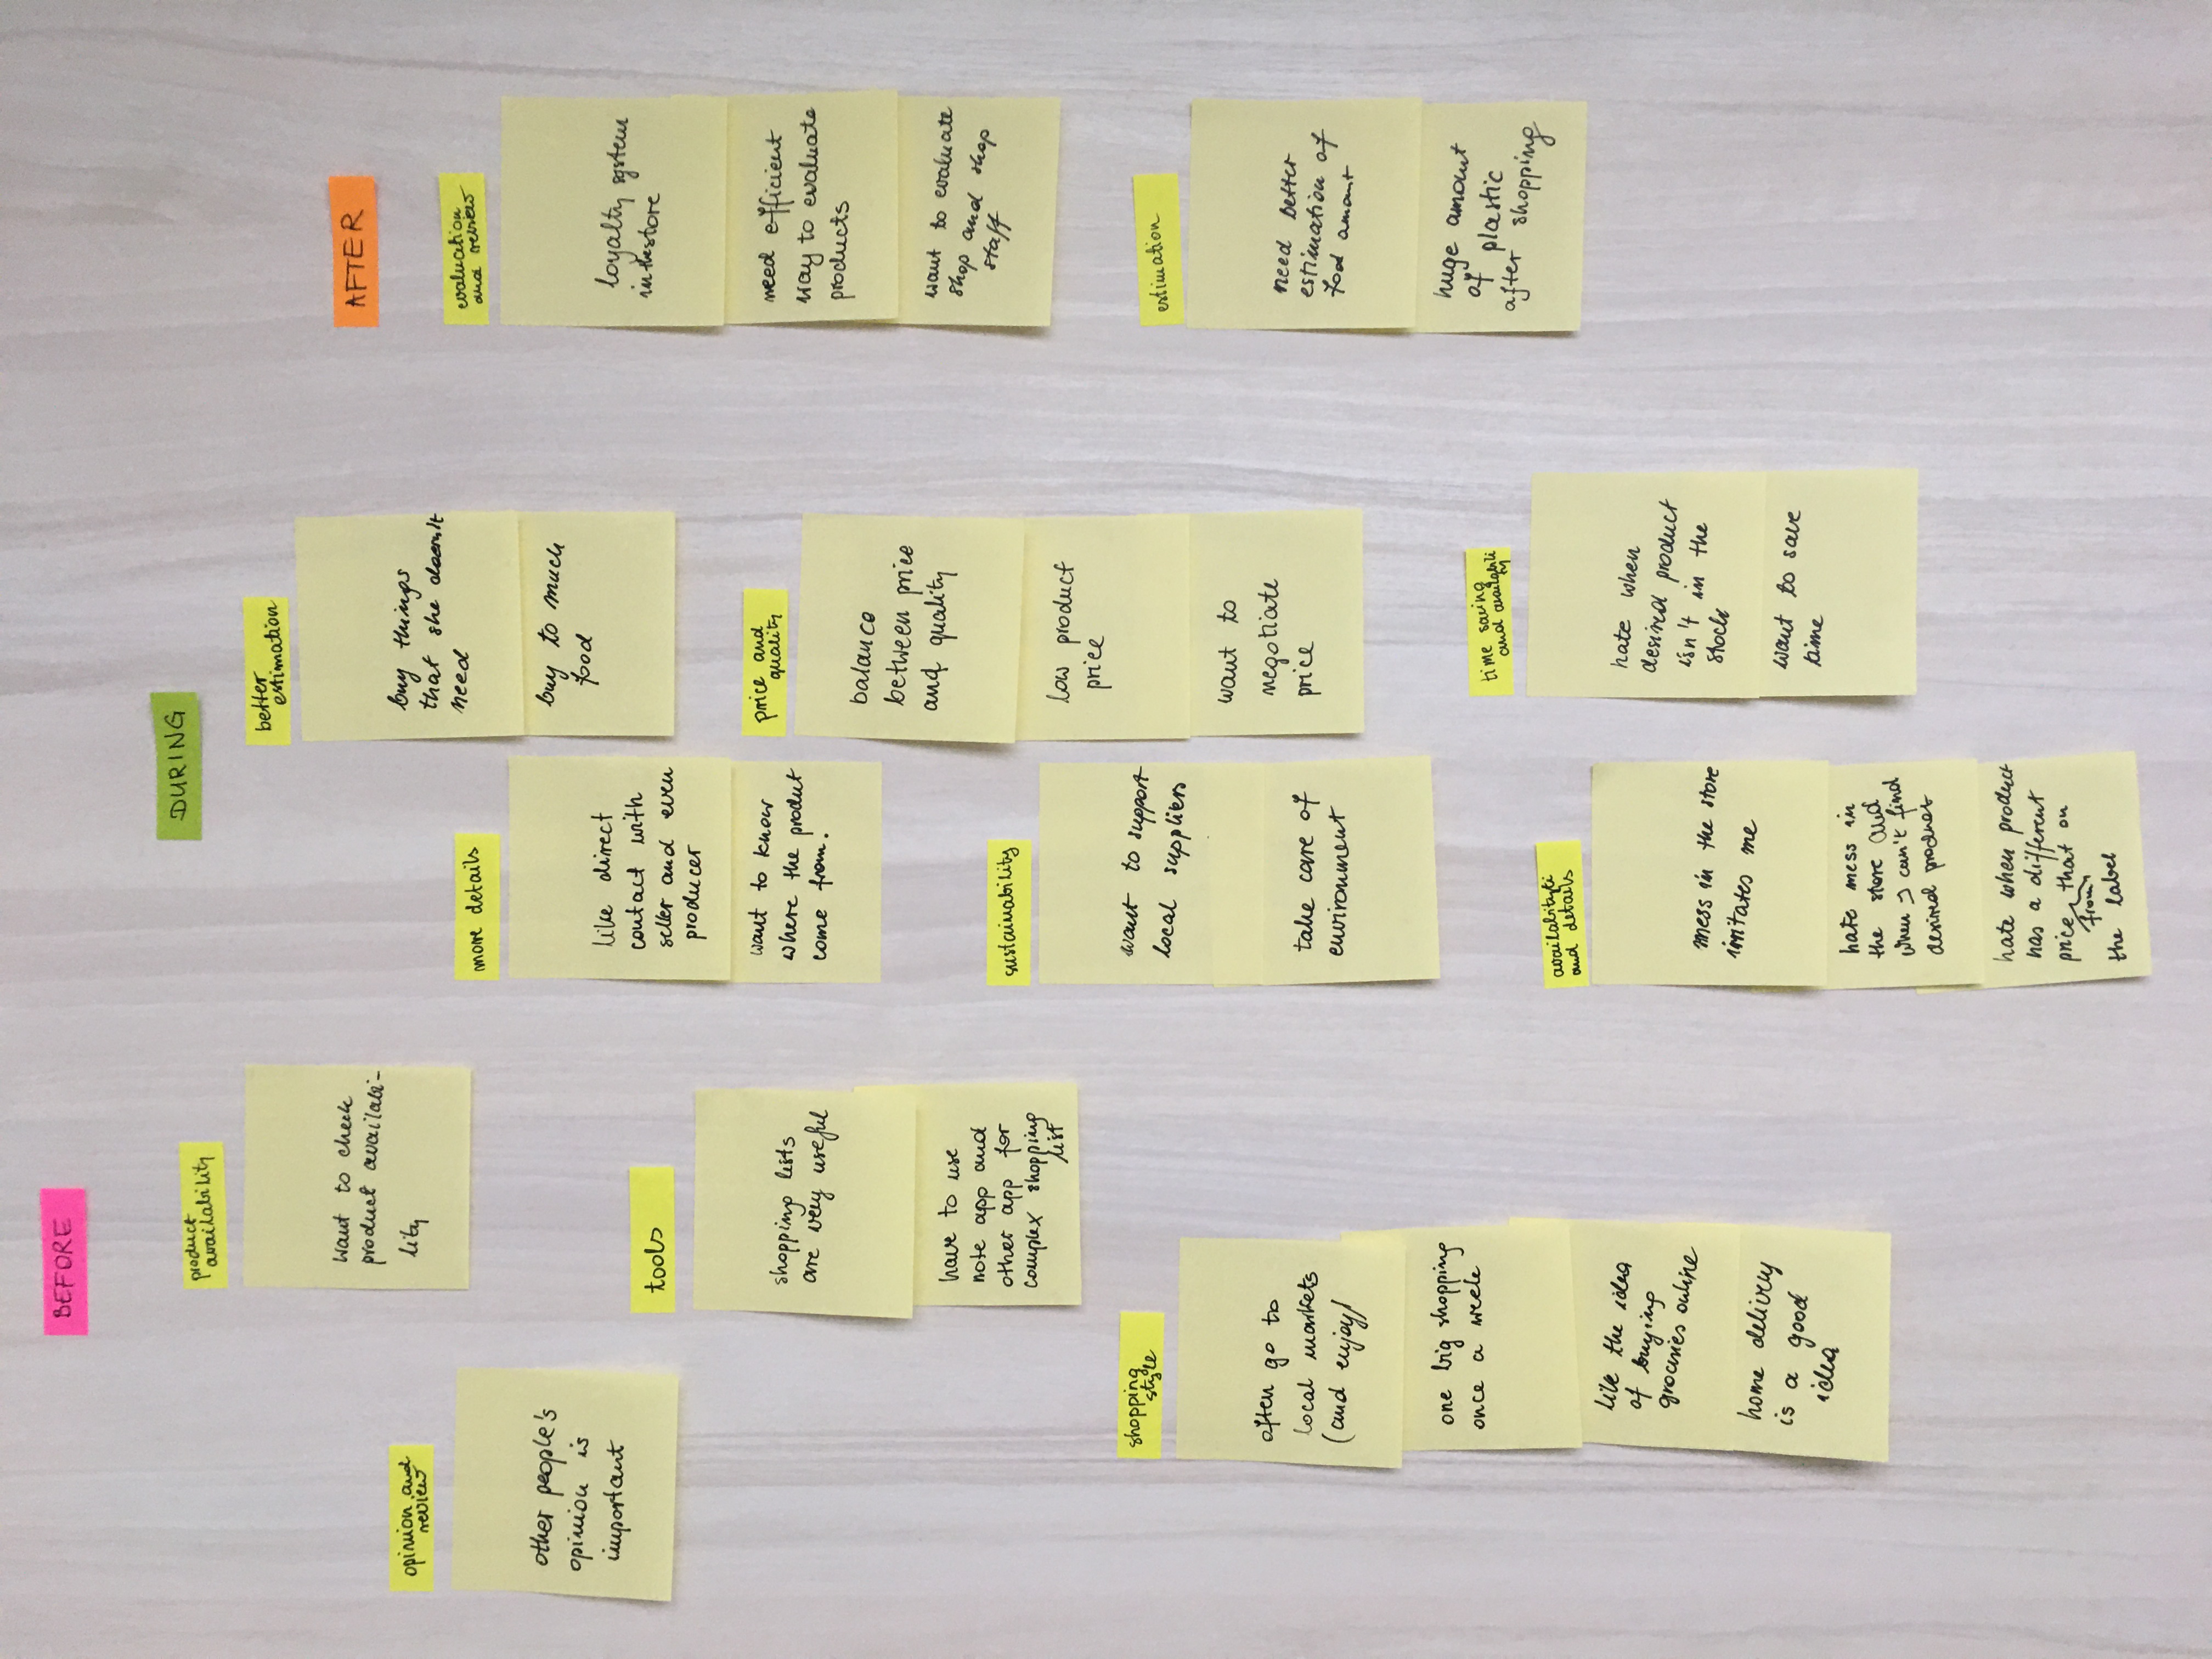 BEFORE
product
availability
want to check
product availabi-
lity
opinion and
review
other people's
opinion is
important
tools
shopping lists
are very useful
have to use
note app and
other app for
complex shopping
list
shopping
style
often go to
local markets
(and enjoy)
one big shopping
once a week
like the idea
of buying
groceries online
home delivery
is a good
idea
DURING
better
estimation
buy things
that she doesn't
need
buy to much
food
more details
like direct
contact with
seller and even
producer
want to know
where the produt
come from.
price and
quality
balance
between price
and quality
low product
price
want to
negotiate
price
sustainability
want to support
local suppliers
take care of
environment
time saving
and availabili
ty
hate when
desired product
isn't in the
stock
want to save
time
and details
mess in the store
irritates me
hate mess in
the store and
when I can't find
desired product
hate when product
has a different
price that on
from
the label
AFTER
evaluation
and review
loyalty system
in the store
need efficient
way to evaluate
products
want to evaluate
shop and shop
staff
estimation
need better
estimation of
food amount
huge amount
of plastic
after shopping